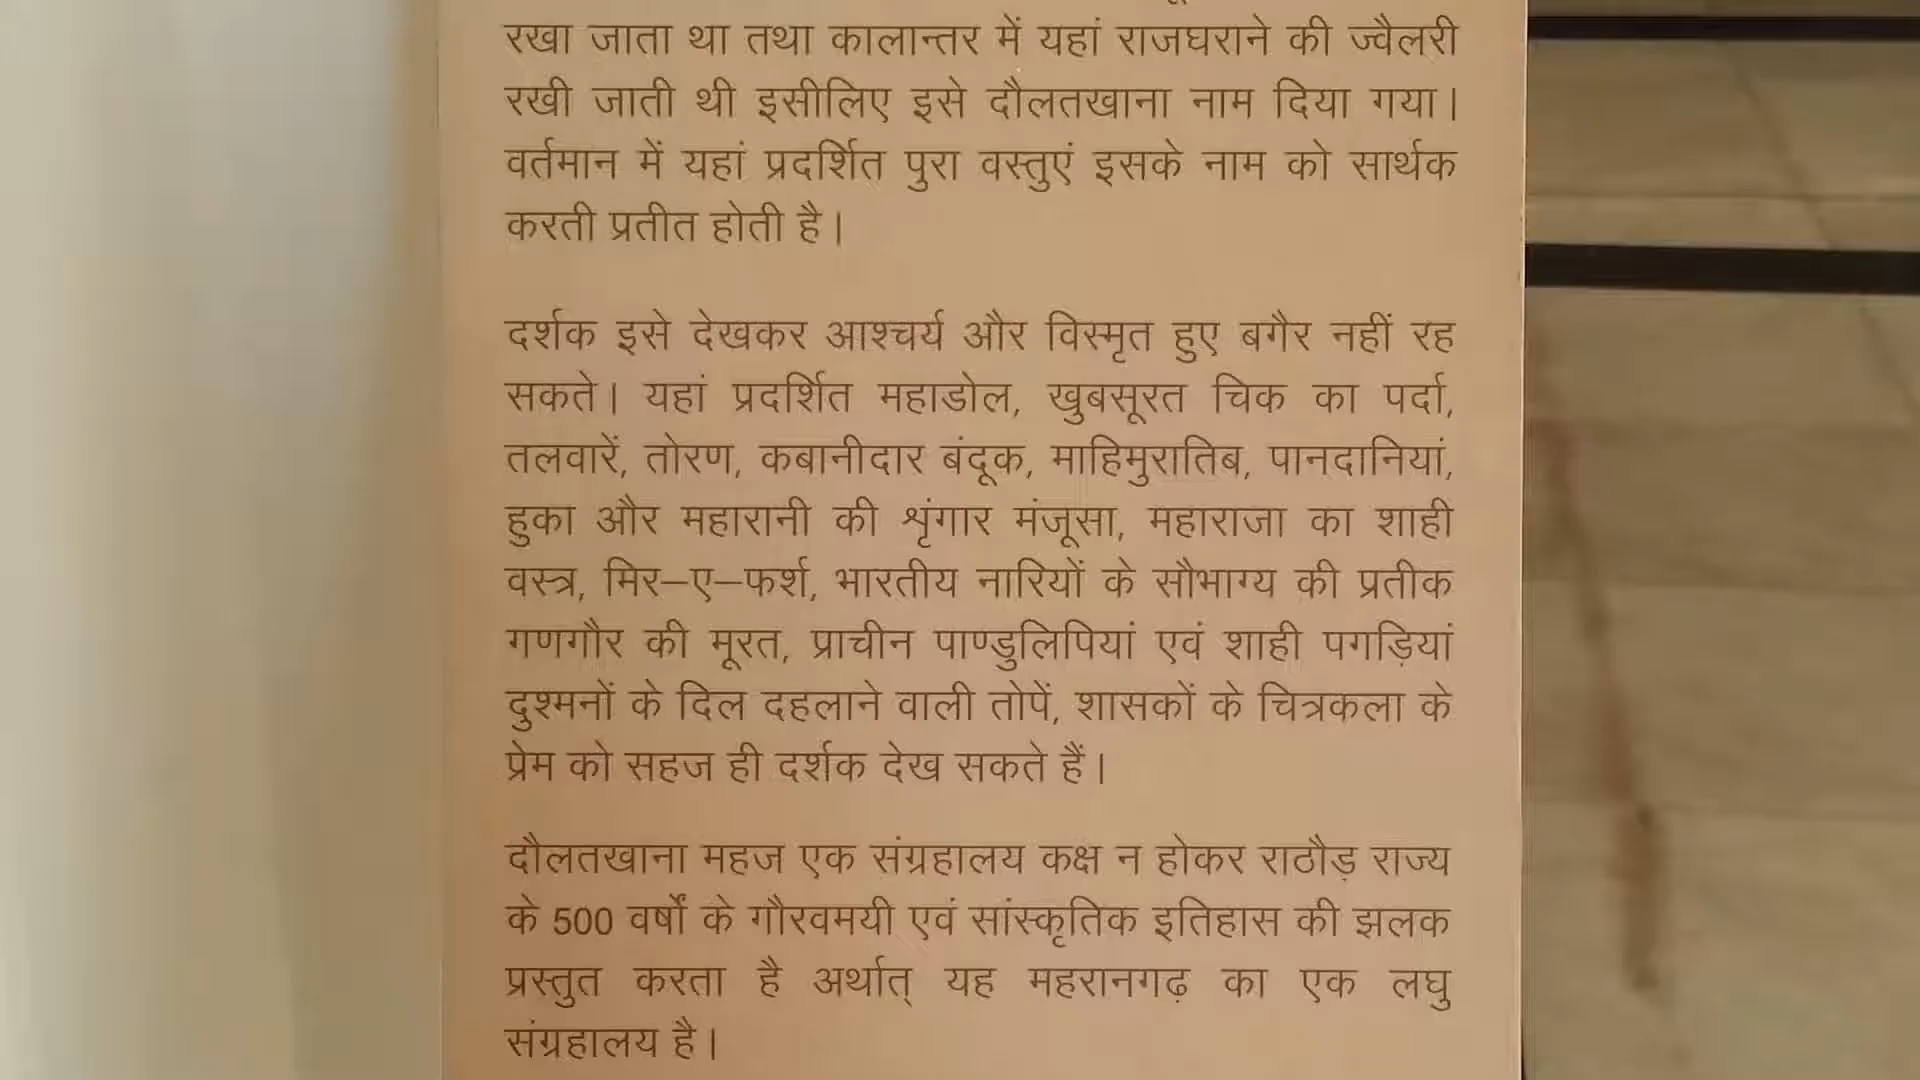 रखा जाता था तथा कालान्तर में यहां राजघराने की ज्वैलरी
रखी जाती थी इसीलिए इसे दौलतखाना नाम दिया गया।
वर्तमान में यहां प्रदर्शित पुरा वस्तुएं इसके नाम को सार्थक
करती प्रतीत होती है।
दर्शक इसे देखकर आश्चर्य और विस्मृत हुए बगैर नहीं रह
सकते। यहां प्रदर्शित महाडोल, खुबसूरत चिक का पर्दा,
तलवारें, तोरण, कबानीदार बंदूक, माहिमुरातिब, पानदानियां,
हुका और महारानी की शृंगार मंजूसा, महाराजा का शाही
वस्त्र, मिर–ए–फर्श, भारतीय नारियों के सौभाग्य की प्रतीक
गणगौर की मूरत, प्राचीन पाण्डुलिपियां एवं शाही पगड़ियां
दुश्मनों के दिल दहलाने वाली तोपें, शासकों के चित्रकला के
प्रेम को सहज ही दर्शक देख सकते हैं।
दौलतखाना महज एक संग्रहालय कक्ष न होकर राठौड़ राज्य
के 500 वर्षों के गौरवमयी एवं सांस्कृतिक इतिहास की झलक
प्रस्तुत करता है अर्थात् यह महरानगढ़ का एक लघु
संग्रहालय है।